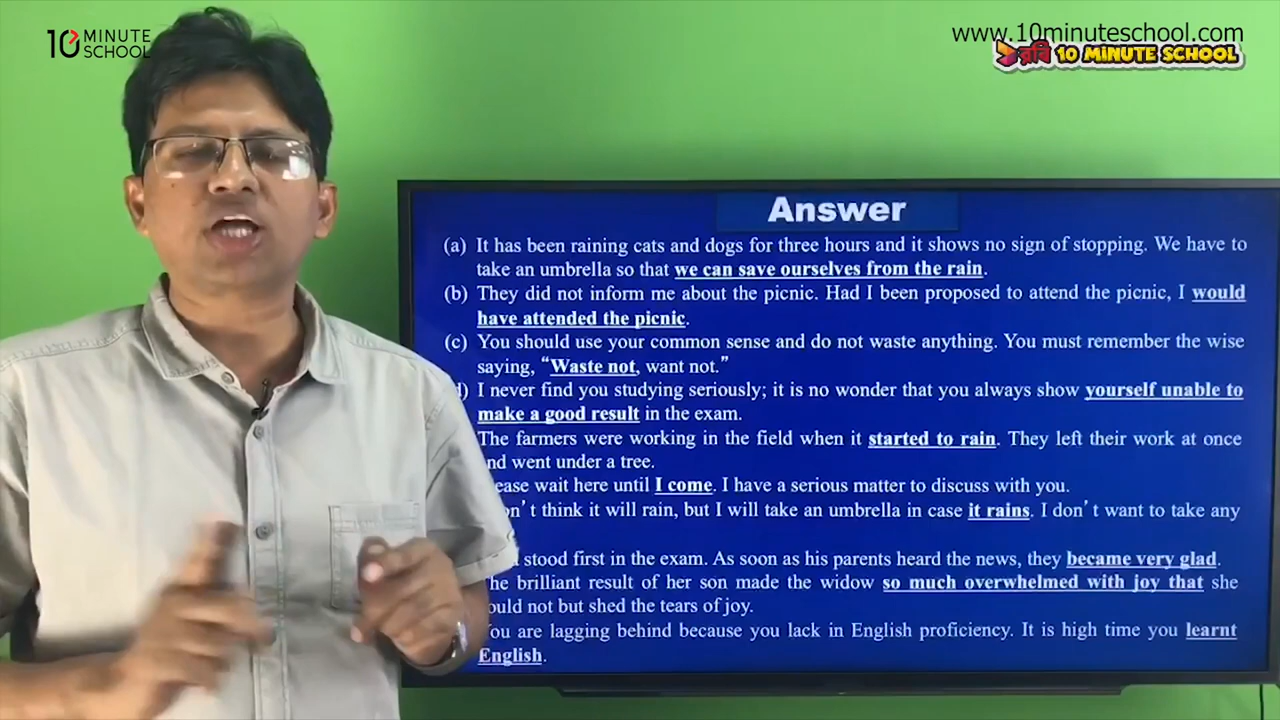 10 MINUTE
SCHOOL
www.10minuteschool.com
রবি 10 MINUTE SCHOOL
Answer
(a) It has been raining cats and dogs for three hours and it shows no sign of stopping. We have to
take an umbrella so that we can save ourselves from the rain.
(b) They did not inform me about the picnic. Had I been proposed to attend the picnic, I would
have attended the picnic.
(c) You should use your common sense and do not waste anything. You must remember the wise
saying, “Waste not, want not.”
I never find you studying seriously; it is no wonder that you always show yourself unable to
make a good result in the exam.
The farmers were working in the field when it started to rain. They left their work at once
and went under a tree.
wait here until I come. I have a serious matter to discuss with you.
think it will rain, but I will take an umbrella in case it rains. I don’t want to take any
stood first in the exam. As soon as his parents heard the news, they became very glad.
brilliant result of her son made the widow so much overwhelmed with joy that she
not but shed the tears of joy.
You are lagging behind because you lack in English proficiency. It is high time you learnt
English.